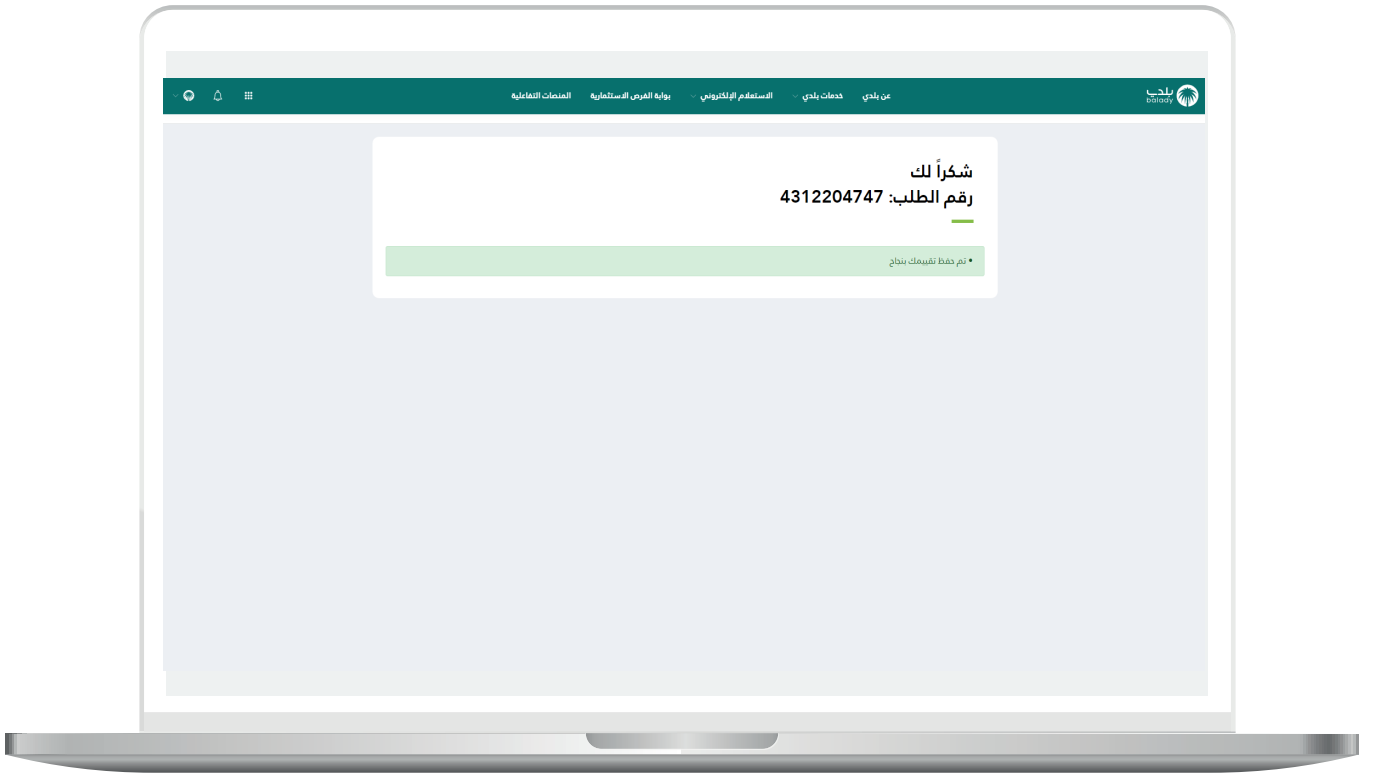 بلدي
balady
عن بلدي خدمات بلدي الاستعلام الإلكتروني بوابة الفرص الاستثمارية المنصات التفاعلية
شكراً لك
رقم الطلب: 4312204747
• تم حفظ تقييمك بنجاح